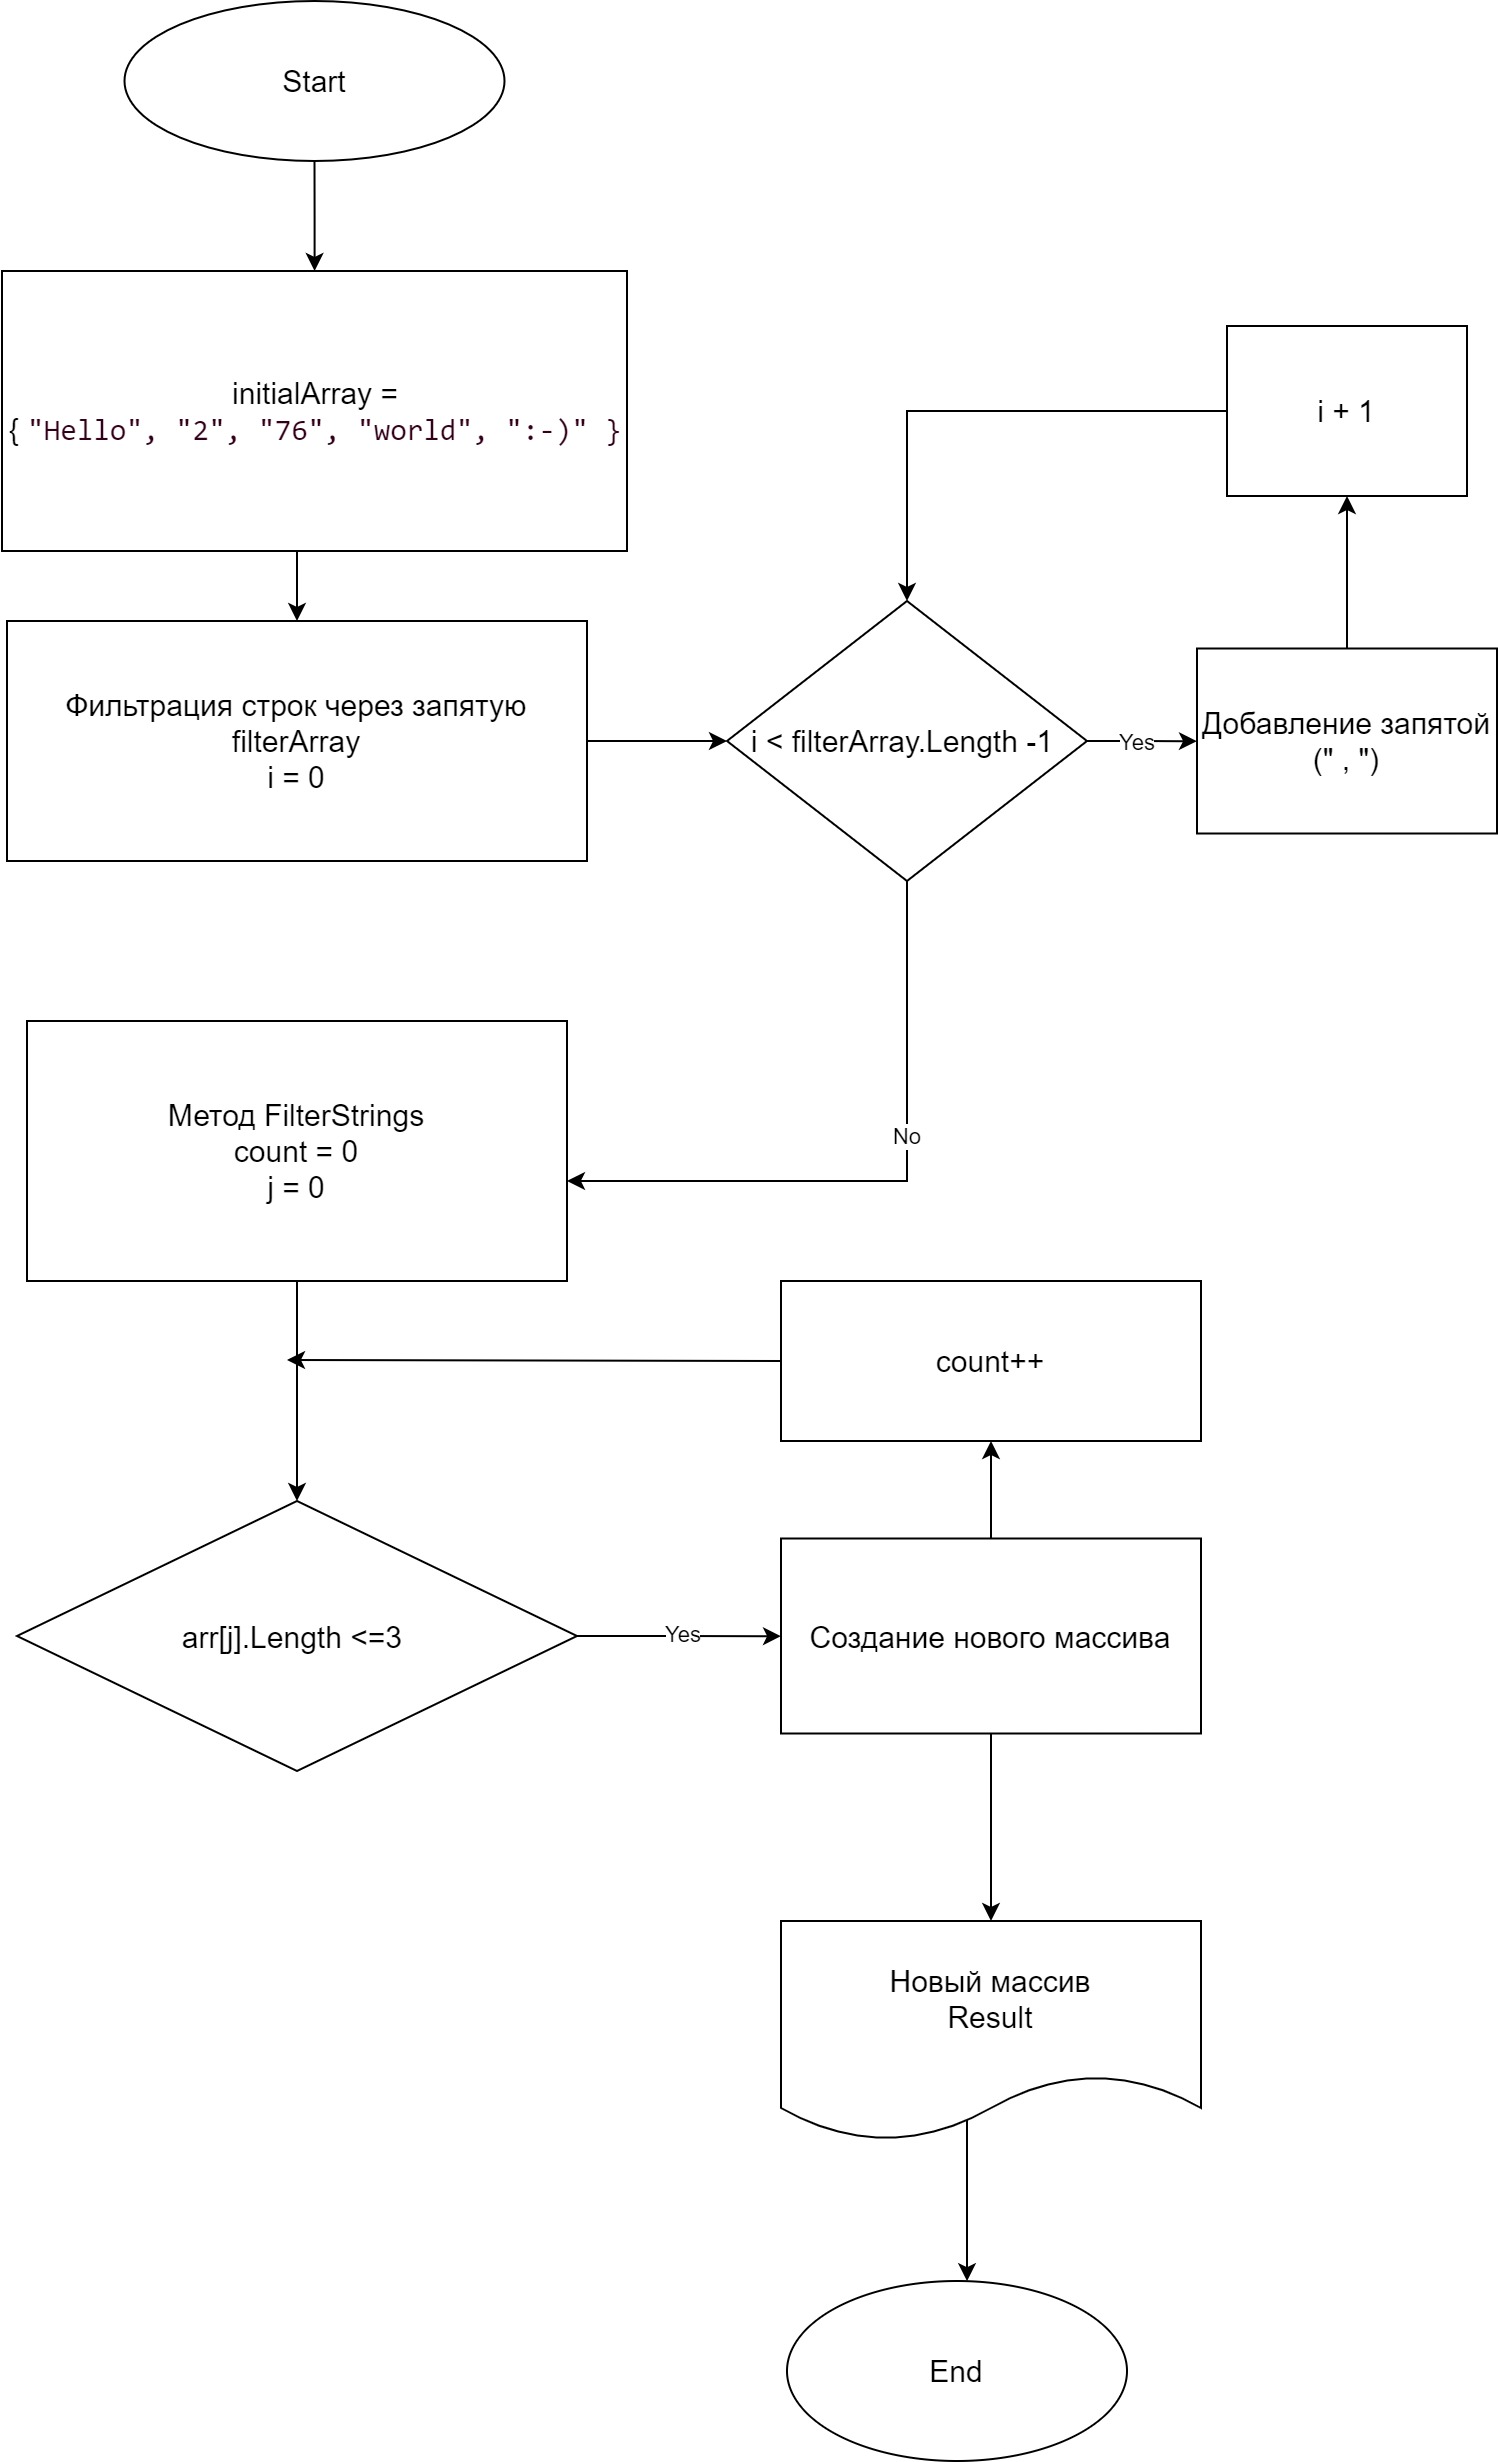 Start
initialArray =
{ "Hello", "2", "76", "world", ":-)" }
i + 1
Фильтрация строк через запятую
filterArray
i = 0
i < filterArray.Length -1
Yes
Добавление запятой
(" , ")
No
Метод FilterStrings
count = 0
j = 0
count++
arr[j].Length <=3
Yes
Создание нового массива
Новый массив
Result
End